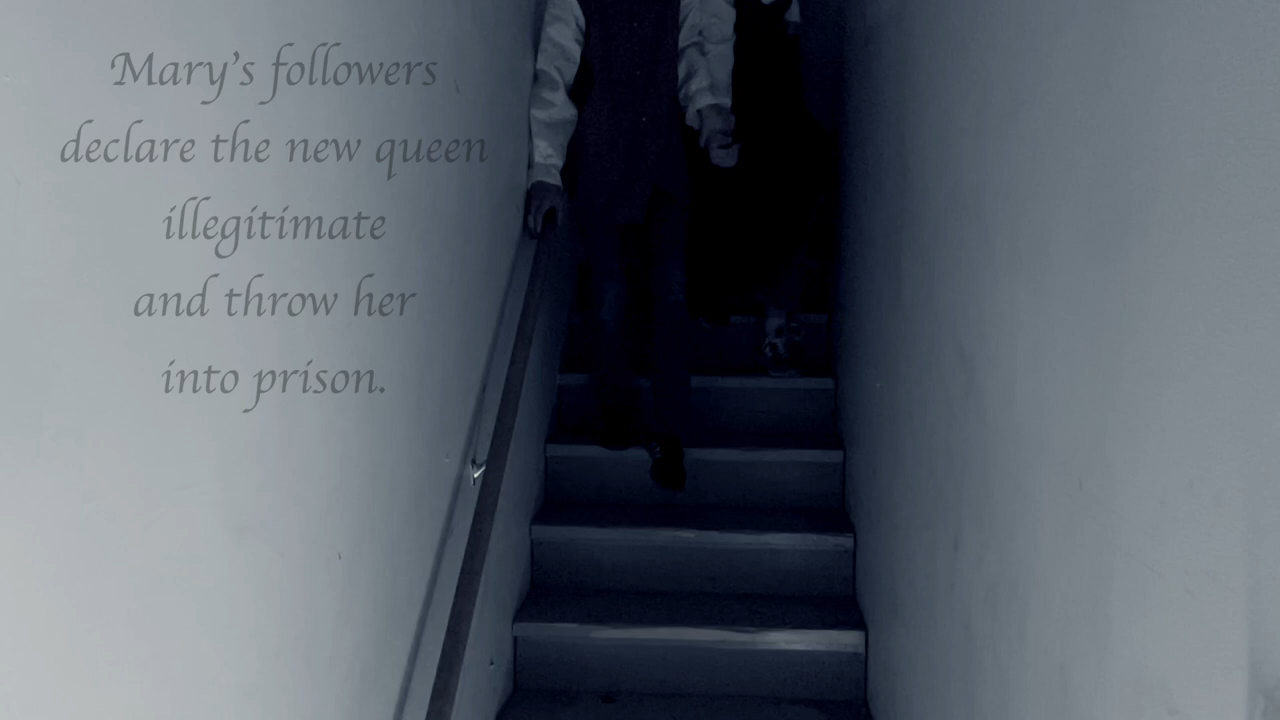 Mary's followers
declare the new queen
illegitimate
and throw her
into prison.